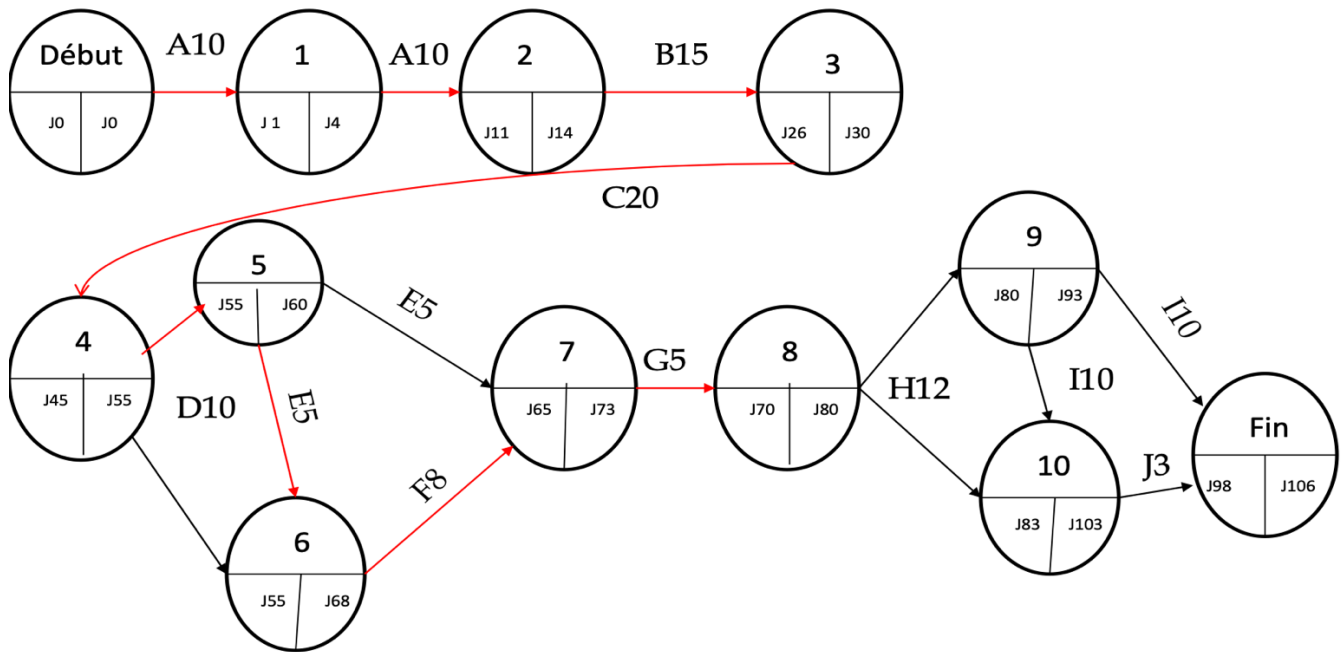 Début
J0 J0
A10
1
J 1 J4
A10
2
J11 J14
B15
3
J26 J30
C20
4
J45 J55
D10
5
J55 J60
E5
E5
6
J55 J68
F8
7
J65 J73
G5
8
J70 J80
H12
9
J80 J93
I10
I10
10
J83 J103
J3
Fin
J98 J106